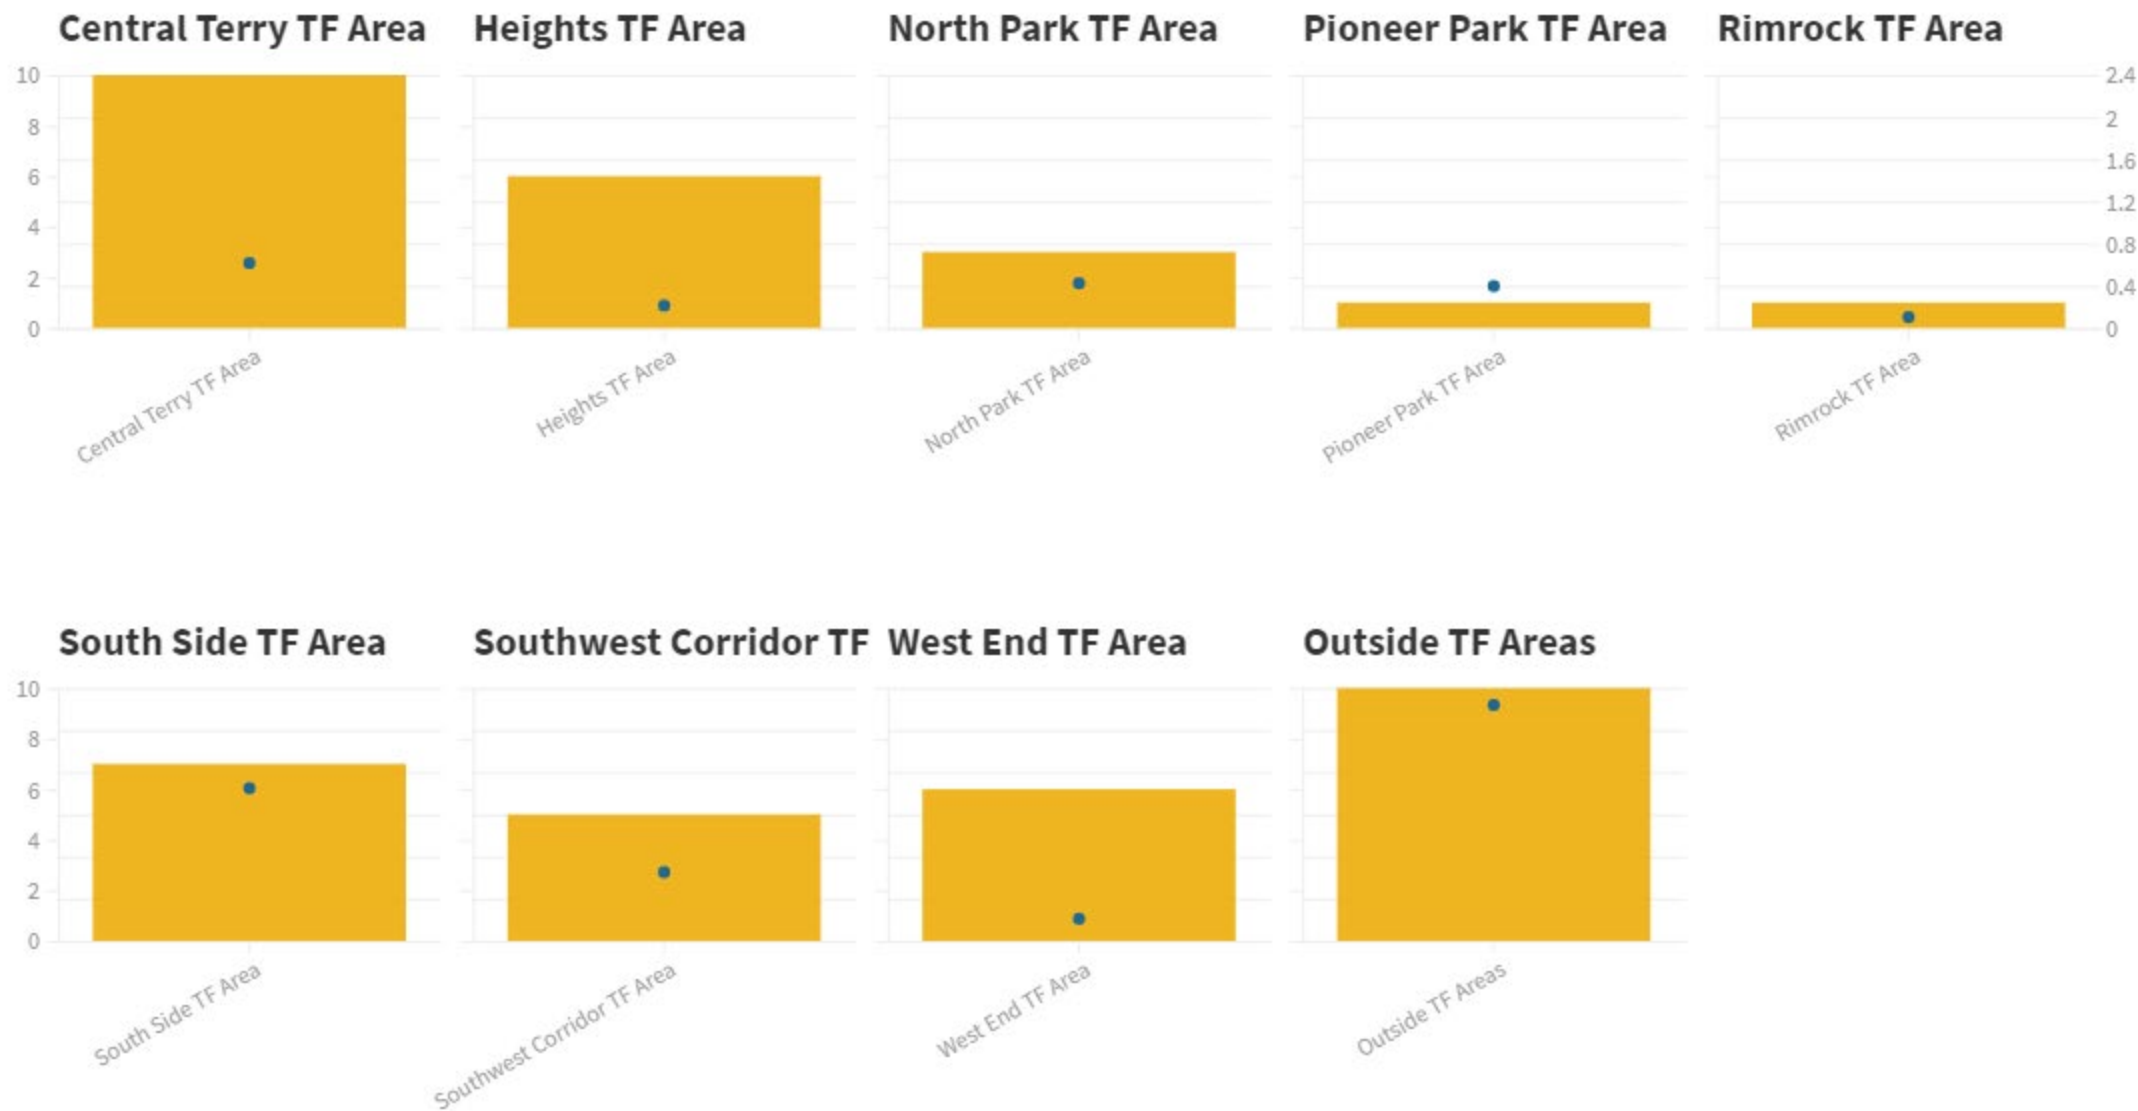 Central Terry TF Area
Heights TF Area
North Park TF Area
Pioneer Park TF Area
Rimrock TF Area
10
8
6
4
2
0
2.4
2
1.6
1.2
0.8
0.4
0
Central Terry TF Area
Heights TF Area
North Park TF Area
Pioneer Park TF Area
Rimrock TF Area
South Side TF Area
Southwest Corridor TF
West End TF Area
Outside TF Areas
10
8
6
4
2
0
South Side TF Area
Southwest Corridor TF Area
West End TF Area
Outside TF Areas